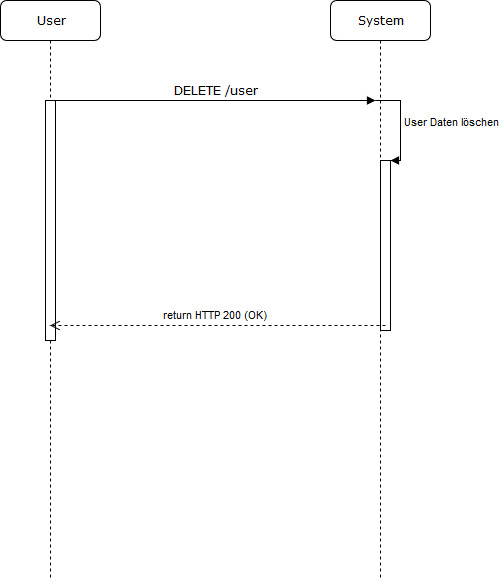 User
System
DELETE /user
User Daten löschen
return HTTP 200 (OK)